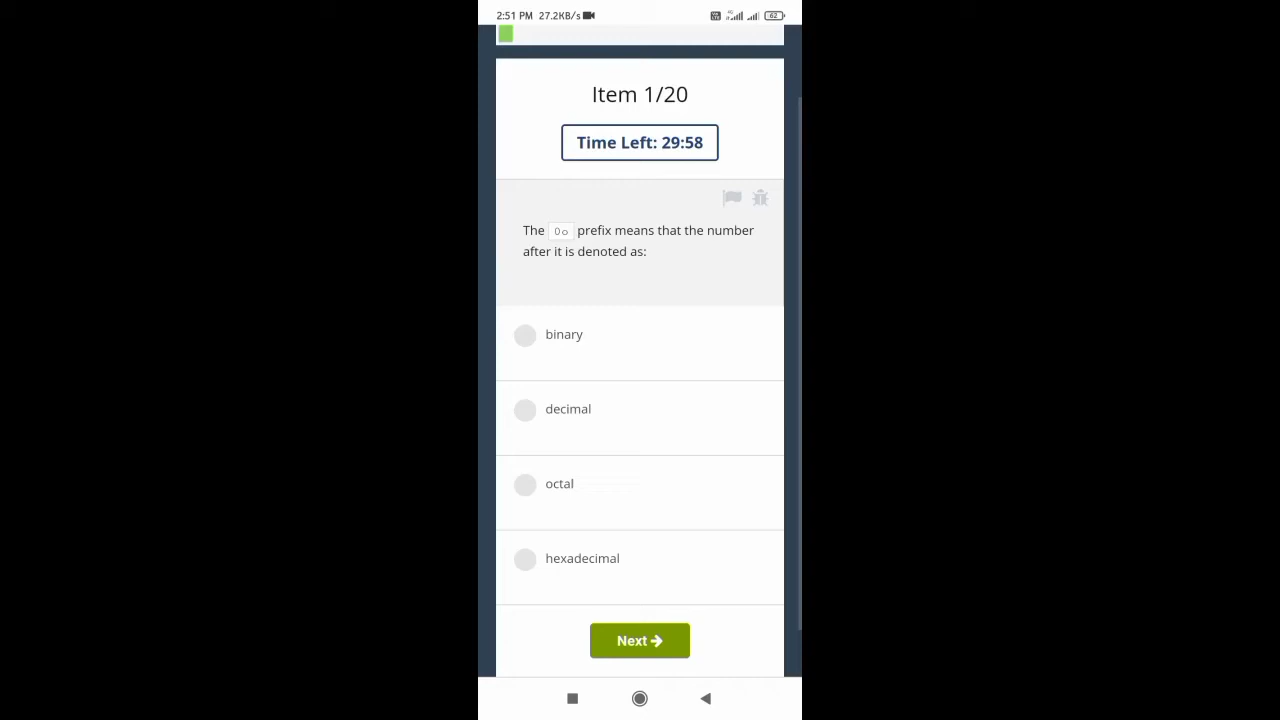 2:51 PM 27.2KB/s 62
Item 1/20
Time Left: 29:58
The 0o prefix means that the number
after it is denoted as:
binary
decimal
octal
hexadecimal
Next